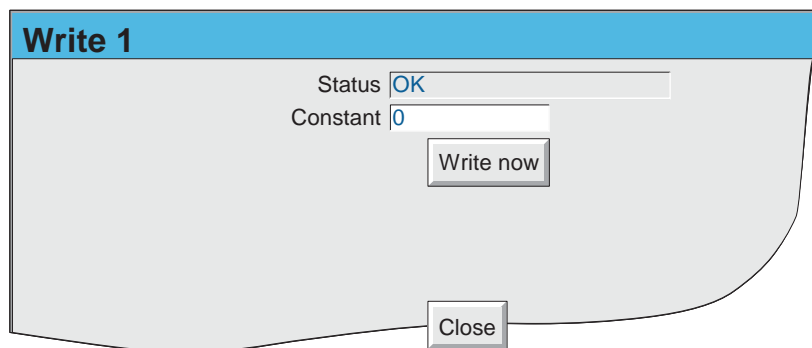 Write 1
Status OK
Constant 0
Write now
Close